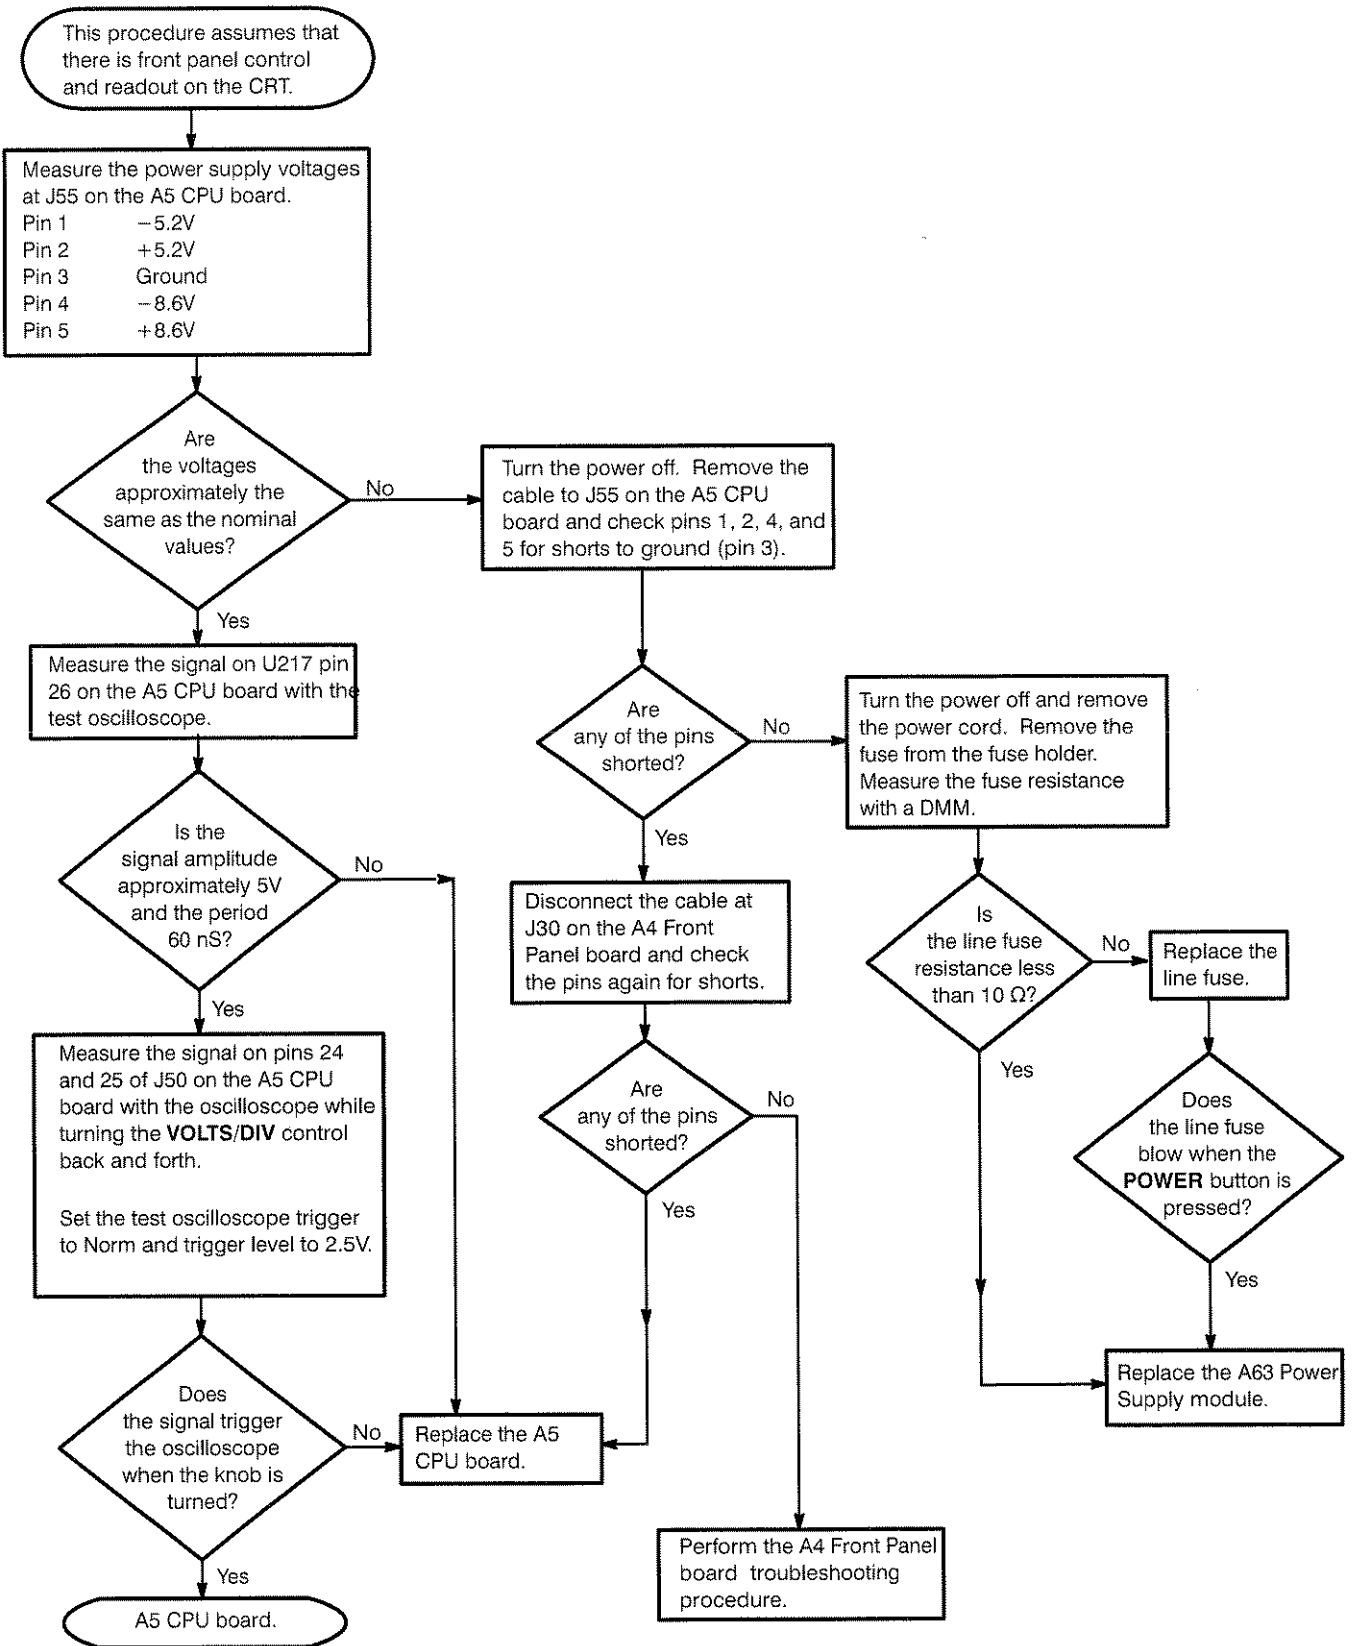 This procedure assumes that
there is front panel control
and readout on the CRT.
Measure the power supply voltages
at J55 on the A5 CPU board.
Pin 1 −5.2V
Pin 2 +5.2V
Pin 3 Ground
Pin 4 −8.6V
Pin 5 +8.6V
Are
the voltages
approximately the
same as the nominal
values?
No
Yes
Turn the power off. Remove the
cable to J55 on the A5 CPU
board and check pins 1, 2, 4, and
5 for shorts to ground (pin 3).
Measure the signal on U217 pin
26 on the A5 CPU board with the
test oscilloscope.
Are
any of the pins
shorted?
No
Yes
Turn the power off and remove
the power cord. Remove the
fuse from the fuse holder.
Measure the fuse resistance
with a DMM.
Is the
signal amplitude
approximately 5V
and the period
60 nS?
No
Yes
Disconnect the cable at
J30 on the A4 Front
Panel board and check
the pins again for shorts.
Is
the line fuse
resistance less
than 10 Ω?
No
Yes
Replace the
line fuse.
Measure the signal on pins 24
and 25 of J50 on the A5 CPU
board with the oscilloscope while
turning the VOLTS/DIV control
back and forth.
Set the test oscilloscope trigger
to Norm and trigger level to 2.5V.
Are
any of the pins
shorted?
No
Yes
Does
the line fuse
blow when the
POWER button is
pressed?
Yes
Does
the signal trigger
the oscilloscope
when the knob is
turned?
No
Yes
Replace the A5
CPU board.
Replace the A63 Power
Supply module.
Perform the A4 Front Panel
board troubleshooting
procedure.
A5 CPU board.